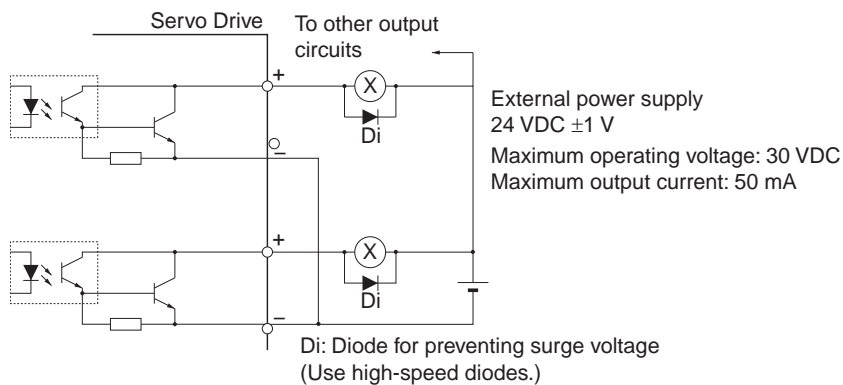 Servo Drive
To other output
circuits
+
X
Di
−
External power supply
24 VDC ±1 V
Maximum operating voltage: 30 VDC
Maximum output current: 50 mA
+
X
Di
−
Di: Diode for preventing surge voltage
(Use high-speed diodes.)